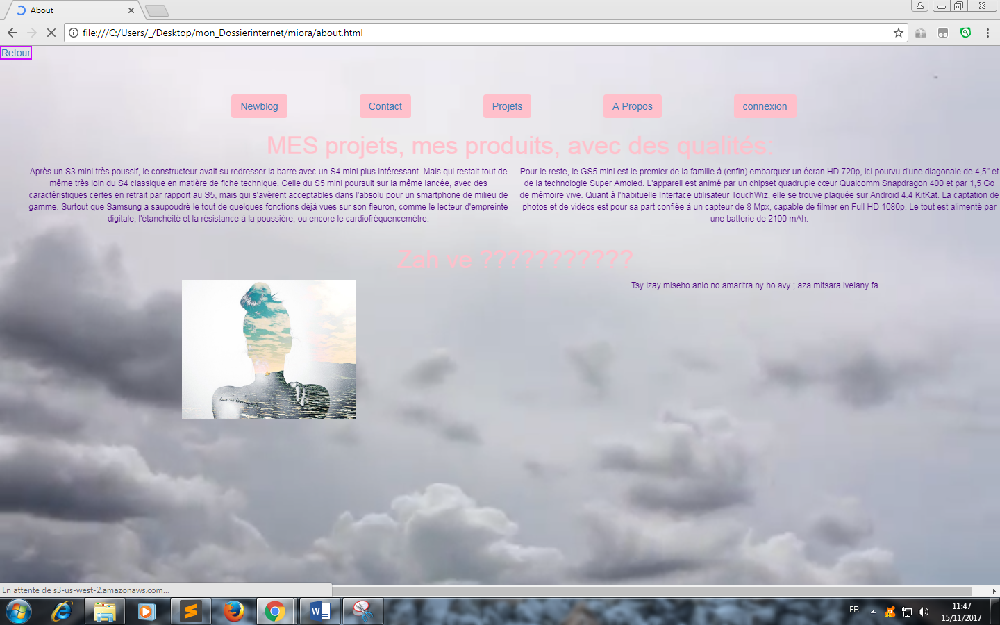 About
file:///C:/Users/_/Desktop/mon_Dossierinternet/miora/about.html
Retour
Newblog Contact Projets A Propos connexion
MES projets, mes produits, avec des qualités:
Après un S3 mini très poussif, le constructeur avait su redresser la barre avec un S4 mini plus intéressant. Mais qui restait tout de
même très loin du S4 classique en matière de fiche technique. Celle du S5 mini poursuit sur la même lancée, avec des
caractéristiques certes en retrait par rapport au S5, mais qui s'avèrent acceptables dans l'absolu pour un smartphone de milieu de
gamme. Surtout que Samsung a saupoudré le tout de quelques fonctions déjà vues sur son fleuron, comme le lecteur d'empreinte
digitale, l'étanchéité et la résistance à la poussière, ou encore le cardiofréquencemètre.
Pour le reste, le GS5 mini est le premier de la famille à (enfin) embarquer un écran HD 720p, ici pourvu d'une diagonale de 4,5" et
de la technologie Super Amoled. L'appareil est animé par un chipset quadruple cœur Qualcomm Snapdragon 400 et par 1,5 Go
de mémoire vive. Quant à l'habituelle Interface utilisateur TouchWiz, elle se trouve plaquée sur Android 4.4 KitKat. La captation de
photos et de vidéos est pour sa part confiée à un capteur de 8 Mpx, capable de filmer en Full HD 1080p. Le tout est alimenté par
une batterie de 2100 mAh.
Zah ve ???????????
Tsy izay miseho anio no amaritra ny ho avy ; aza mitsara ivelany fa ...
En attente de s3-us-west-2.amazonaws.com...
FR
11:47
15/11/2017